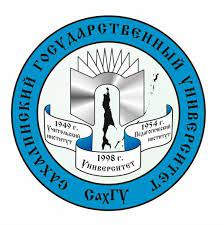 САХАЛИНСКИЙ ГОСУДАРСТВЕННЫЙ УНИВЕРСИТЕТ
1949 г.
Учительский
институт
1954 г.
Педагогический
институт
1998 г.
Университет
СахГУ